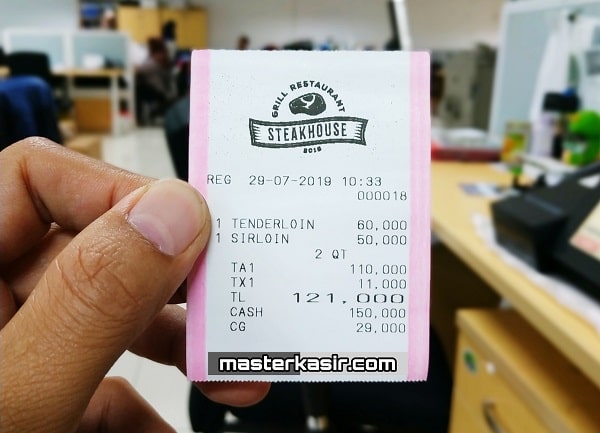 GRILL RESTAURANT
STEAKHOUSE
2018
REG 29-07-2019 10:33
000018
1 TENDERLOIN 60,000
1 SIRLOIN 50,000
2 QT
TA1 110,000
TX1 11,000
TL 121,000
CASH 150,000
CG 29,000
masterkasir.com